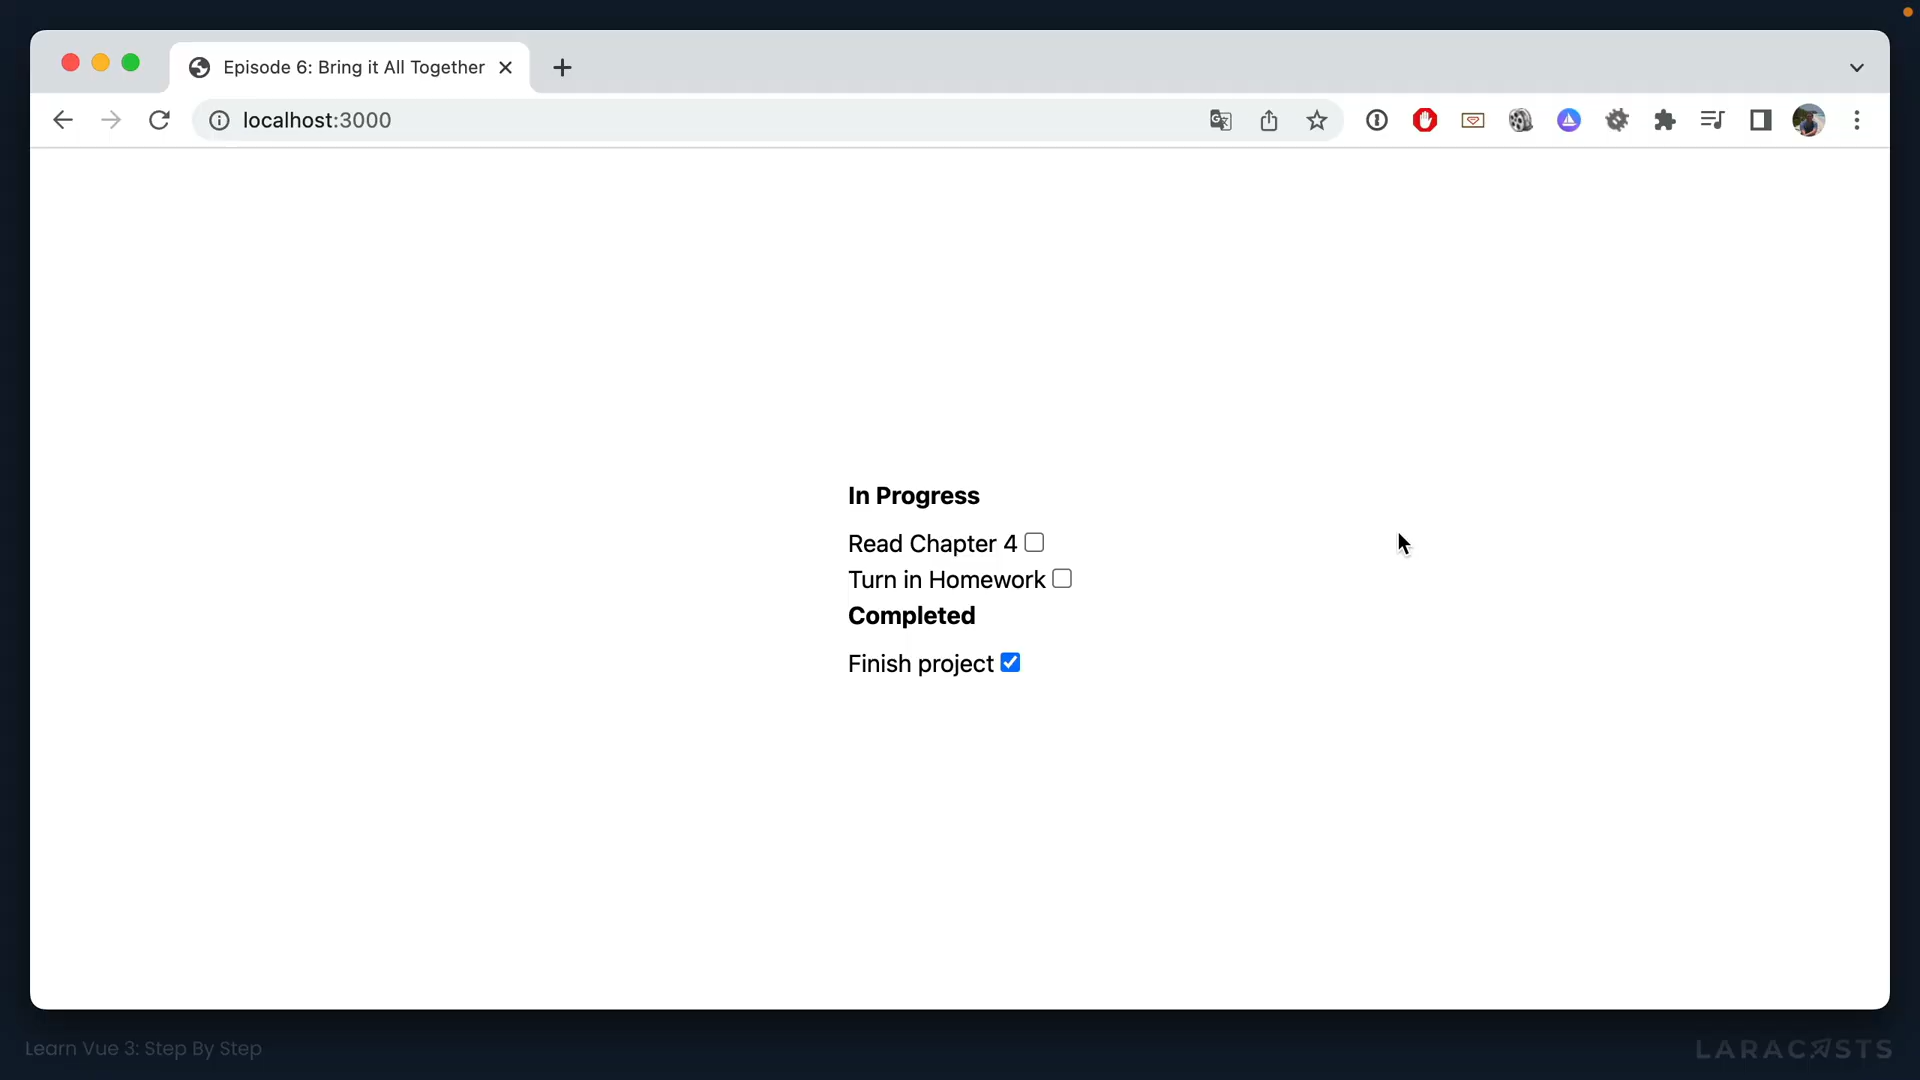 Episode 6: Bring it All Together
localhost:3000
In Progress
Read Chapter 4
Turn in Homework
Completed
Finish project
Learn Vue 3: Step By Step
LARACASTS